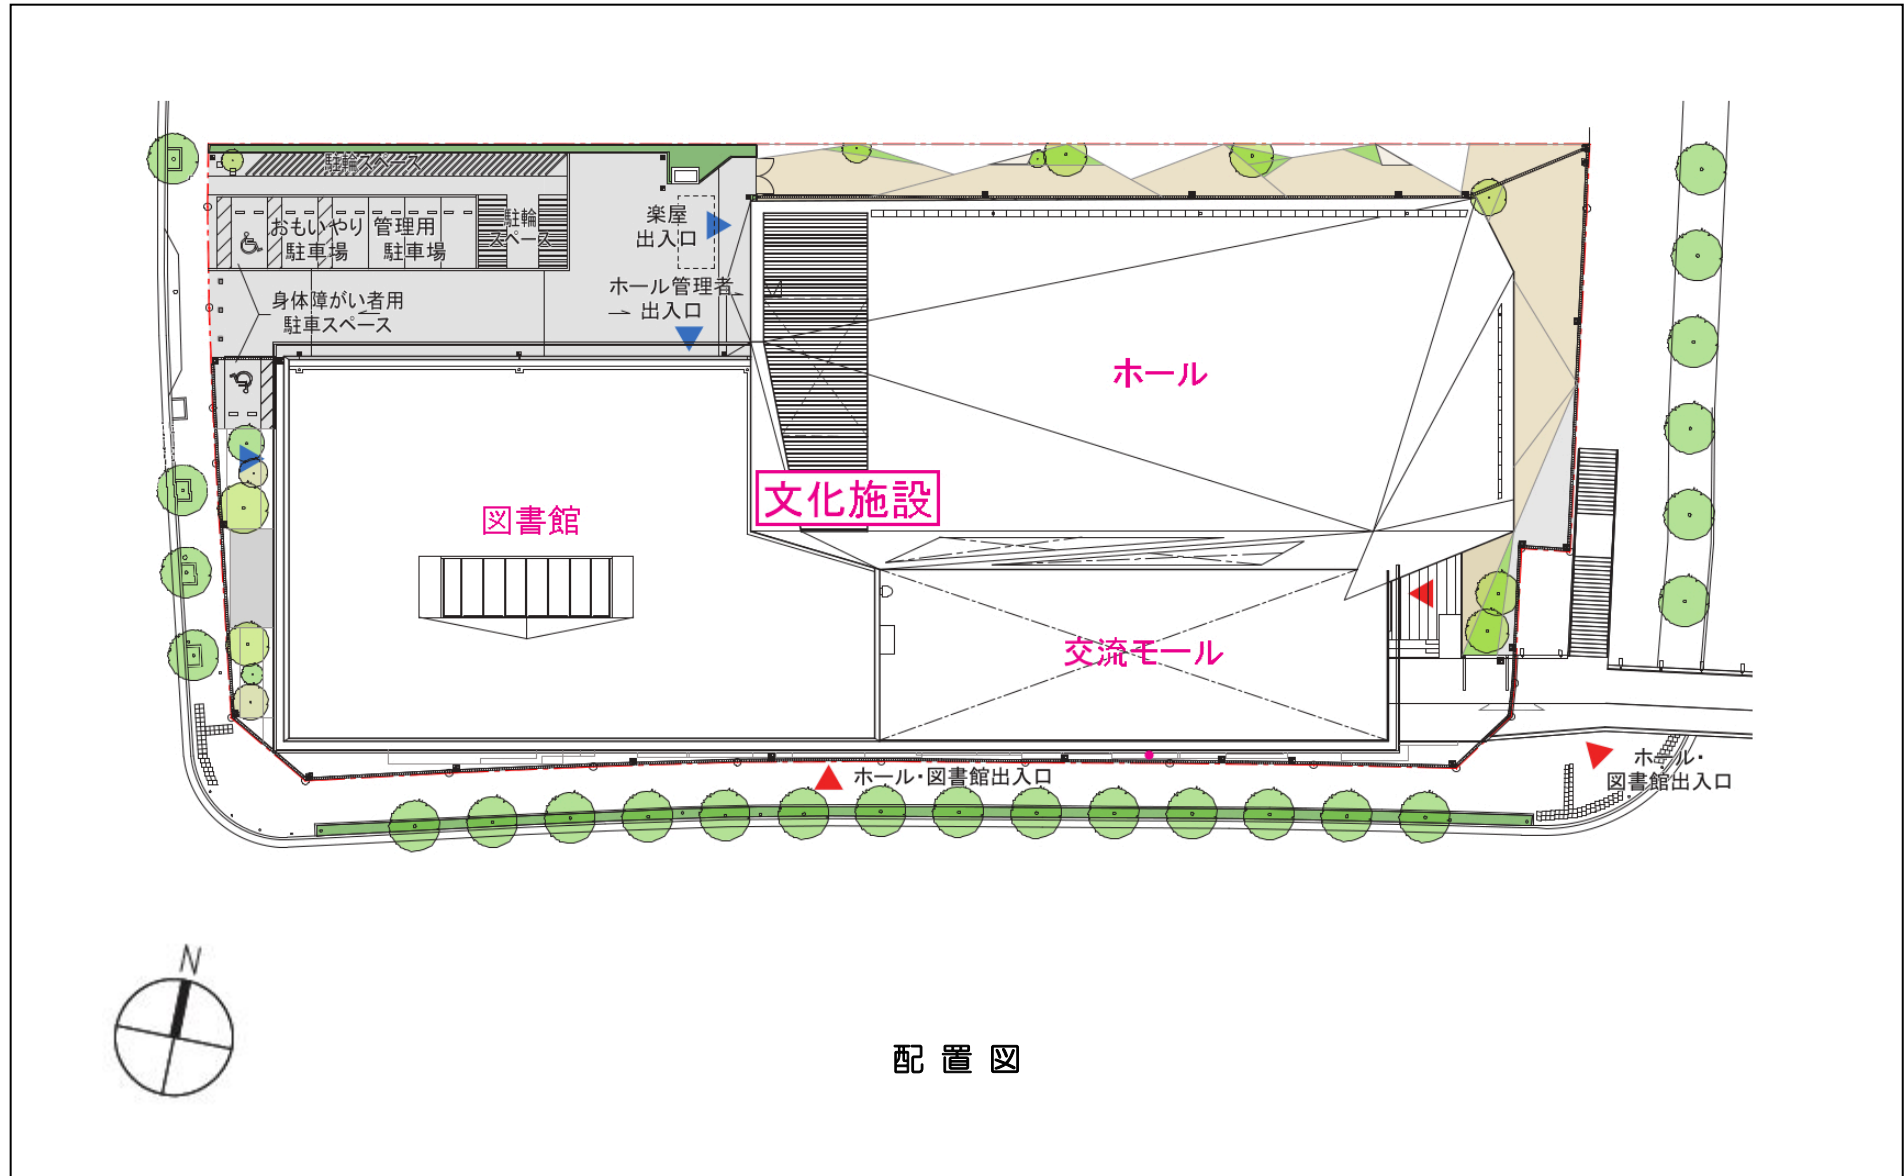 駐輪スペース
おもいやり
駐車場
管理用
駐車場
駐輪
スペース
楽屋
出入口
ホール管理者
出入口
身体障がい者用
駐車スペース
ホール
文化施設
図書館
交流モール
ホール・図書館出入口
ホール・
図書館出入口
N
配置図